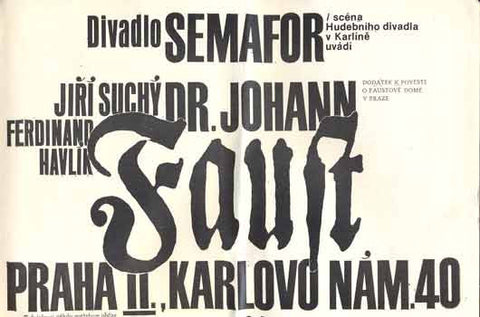 Divadlo SEMAFOR
/ scéna
Hudebního divadla
v Karlíně
uvádí
JIŘÍ SUCHÝ
FERDINAND
HAVLÍK
DR. JOHANN
Faust
DODATEK K POVĚSTI
O FAUSTOVĚ DOMĚ
V PRAZE
PRAHA II., KARLOVO NÁM. 40